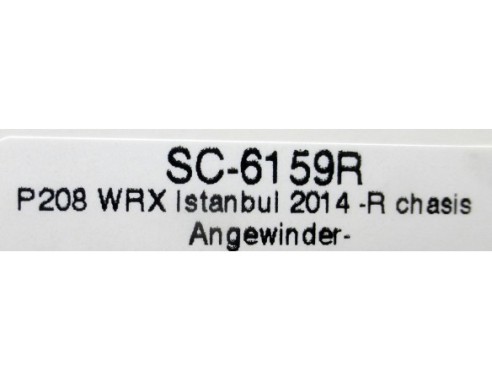 SC-6159R
P208 WRX Istanbul 2014 -R chasis
Angewinder-